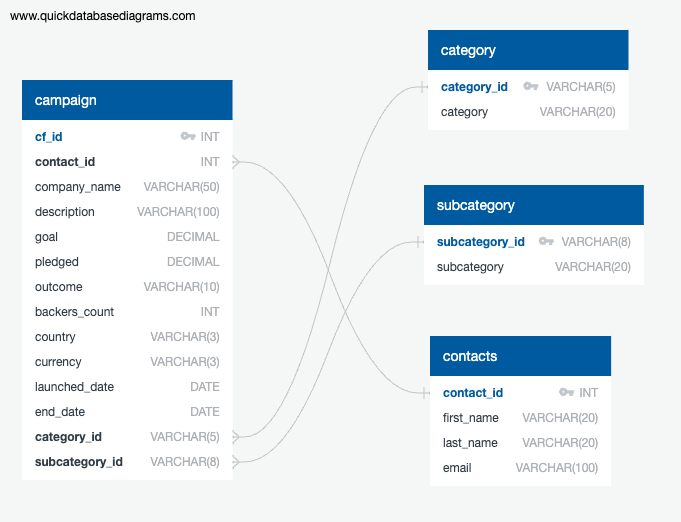 www.quickdatabasediagrams.com
campaign
cf_id INT
contact_id INT
company_name VARCHAR(50)
description VARCHAR(100)
goal DECIMAL
pledged DECIMAL
outcome VARCHAR(10)
backers_count INT
country VARCHAR(3)
currency VARCHAR(3)
launched_date DATE
end_date DATE
category_id VARCHAR(5)
subcategory_id VARCHAR(8)
category
category_id VARCHAR(5)
category VARCHAR(20)
subcategory
subcategory_id VARCHAR(8)
subcategory VARCHAR(20)
contacts
contact_id INT
first_name VARCHAR(20)
last_name VARCHAR(20)
email VARCHAR(100)